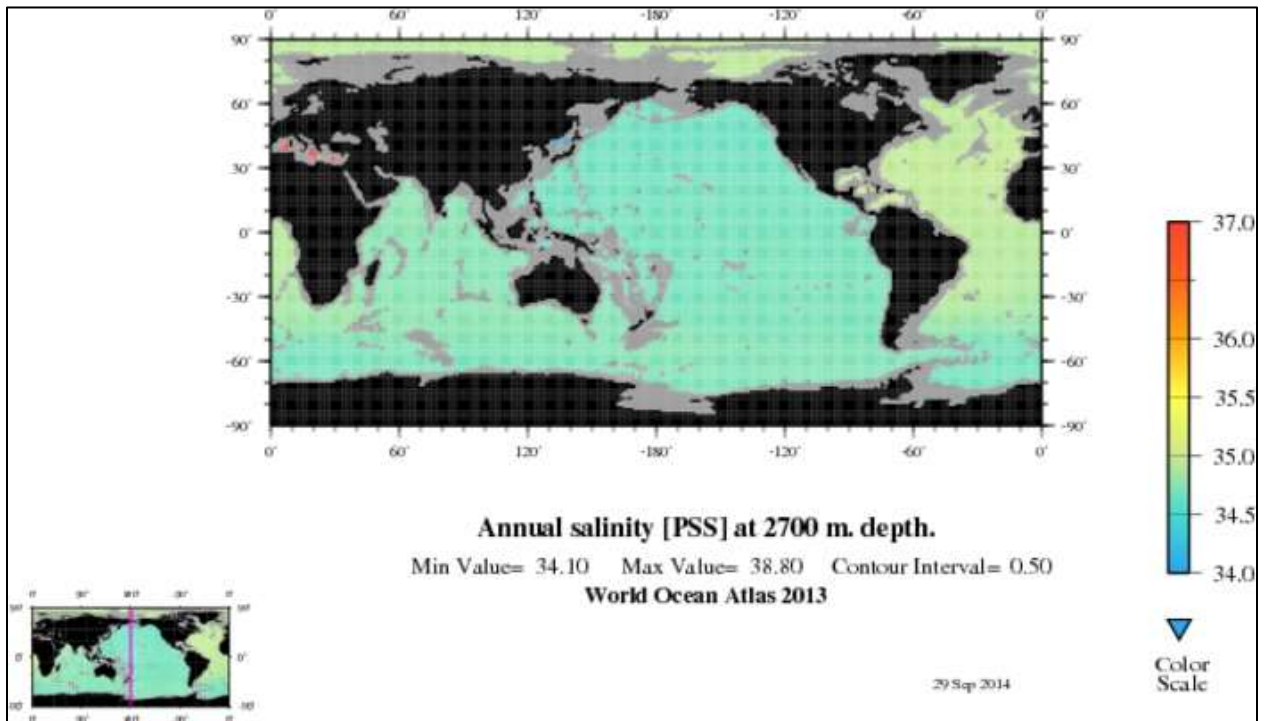 0˚ 60˚ 120˚ -180˚ -120˚ -60˚ 0˚
90˚ 90˚
60˚ 60˚
30˚ 30˚
0˚ 0˚
-30˚ -30˚
-60˚ -60˚
-90˚ -90˚
0˚ 60˚ 120˚ -180˚ -120˚ -60˚ 0˚
37.0
36.0
35.5
35.0
34.5
34.0
Color
Scale
Annual salinity [PSS] at 2700 m. depth.
Min Value= 34.10 Max Value= 38.80 Contour Interval= 0.50
World Ocean Atlas 2013
29 Sep 2014